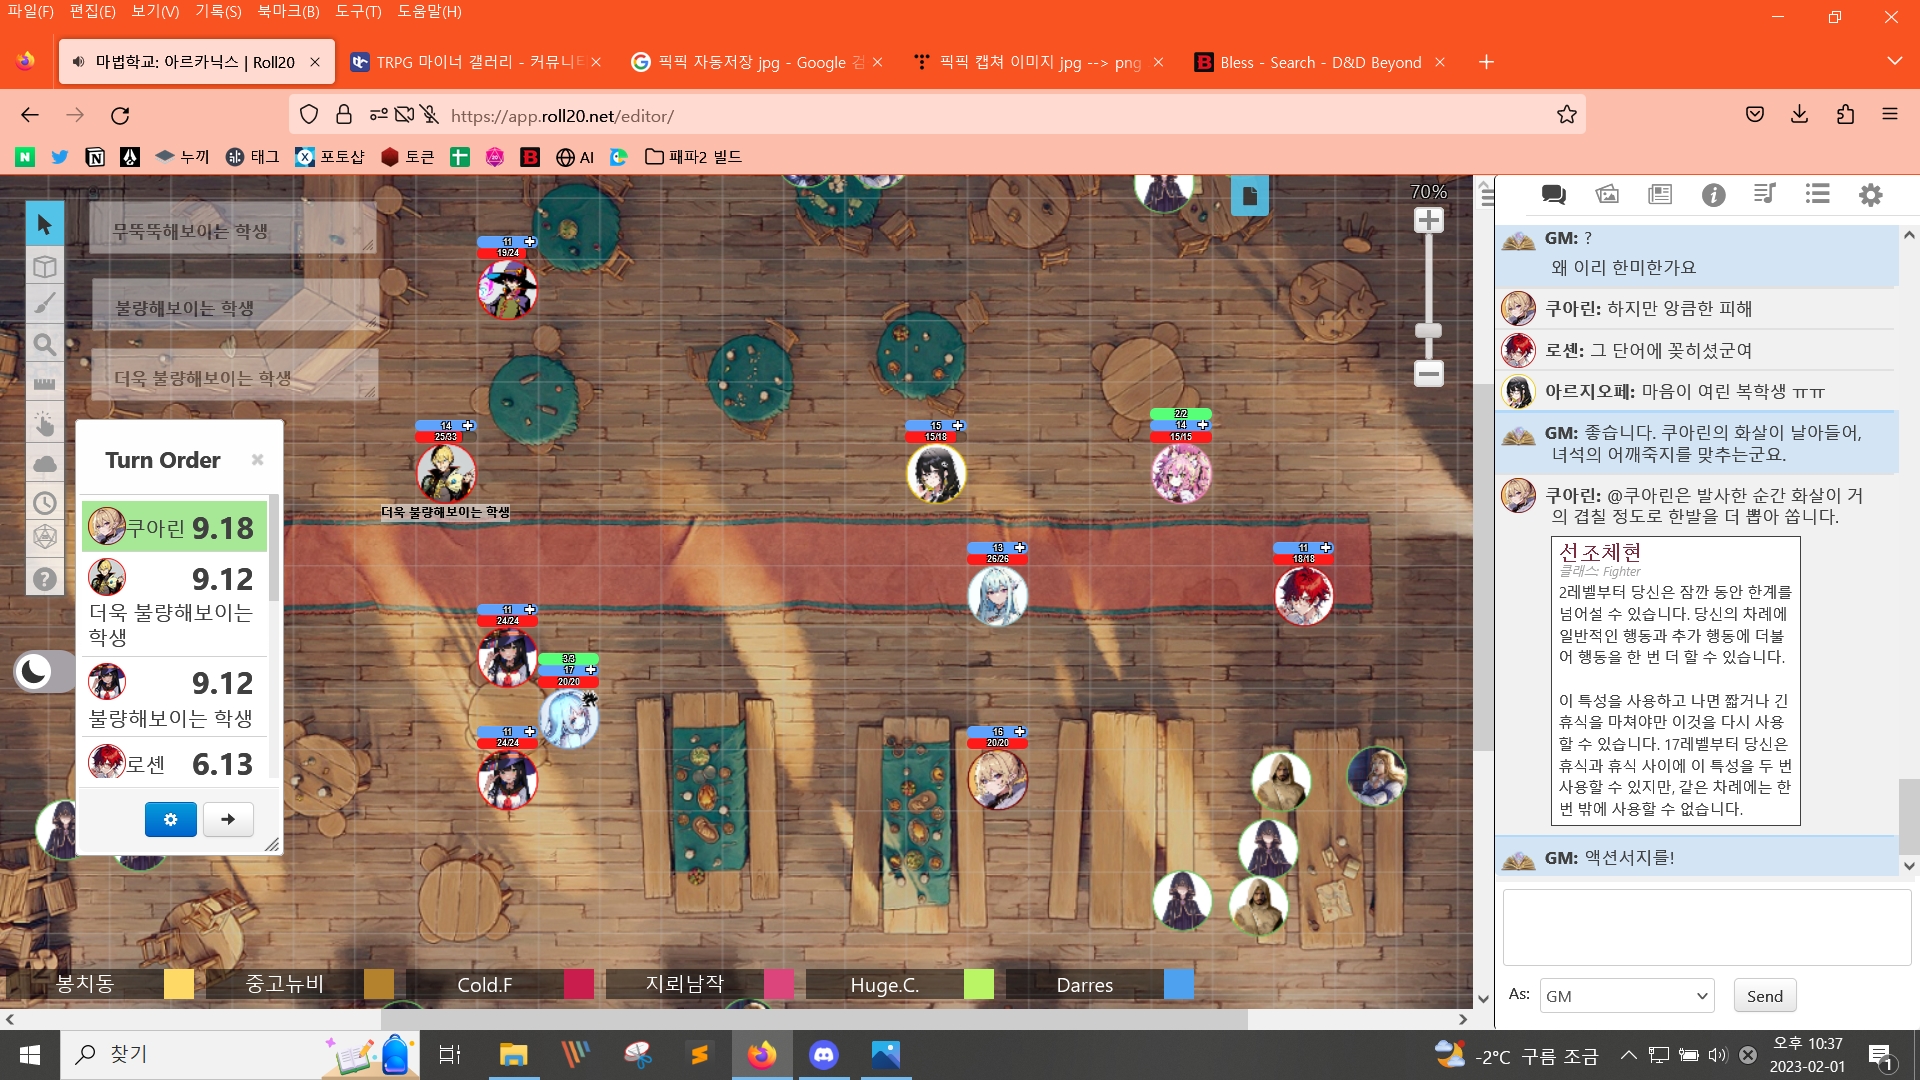 파일(F) 편집(E) 보기(V) 기록(S) 북마크(B) 도구(T) 도움말(H)
마법학교: 아르카닉스 | Roll20
TRPG 마이너 갤러리 - 커뮤니티
픽픽 자동저장 jpg - Google 검
픽픽 캡쳐 이미지 jpg --> png
Bless - Search - D&D Beyond
https://app.roll20.net/editor/
누끼 태그 포토샵 토큰 AI 패파2 빌드
무뚝뚝해보이는 학생
불량해보이는 학생
더욱 불량해보이는 학생
70%
11
19/24
14
25/33
더욱 불량해보이는 학생
15
15/18
2/2
14
15/15
13
26/26
11
18/18
11
24/24
3/3
17
20/20
11
24/24
16
20/20
Turn Order
쿠아린 9.18
9.12
더욱 불량해보이는
학생
9.12
불량해보이는 학생
로셴 6.13
봉치동
중고뉴비
Cold.F
지뢰남작
Huge.C.
Darres
GM: ?
왜 이리 한미한가요
쿠아린: 하지만 앙큼한 피해
로셴: 그 단어에 꽂히셨군여
아르지오페: 마음이 여린 복학생 ㅠㅠ
GM: 좋습니다. 쿠아린의 화살이 날아들어,
녀석의 어깨죽지를 맞추는군요.
쿠아린: @쿠아린은 발사한 순간 화살이 거
의 겹칠 정도로 한발을 더 뽑아 쏩니다.
선조체현
클래스: Fighter
2레벨부터 당신은 잠깐 동안 한계를
넘어설 수 있습니다. 당신의 차례에
일반적인 행동과 추가 행동에 더불
어 행동을 한 번 더 할 수 있습니다.
이 특성을 사용하고 나면 짧거나 긴
휴식을 마쳐야만 이것을 다시 사용
할 수 있습니다. 17레벨부터 당신은
휴식과 휴식 사이에 이 특성을 두 번
사용할 수 있지만, 같은 차례에는 한
번 밖에 사용할 수 없습니다.
GM: 액션서지를!
As: GM Send
찾기
-2°C 구름 조금
오후 10:37
2023-02-01
1